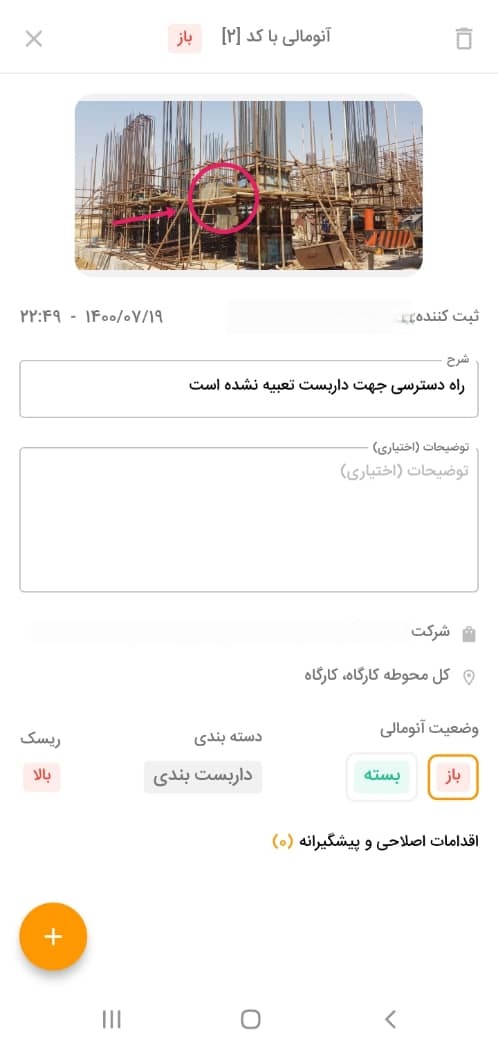 آنومالی با کد [۲] باز
ثبت کننده
۱۴۰۰/۰۷/۱۹ - ۲۲:۴۹
شرح
راه دسترسی جهت داربست تعبیه نشده است
توضیحات (اختیاری)
توضیحات (اختیاری)
شرکت
کل محوطه کارگاه، کارگاه
وضعیت آنومالی
باز
بسته
دسته بندی
داربست بندی
ریسک
بالا
اقدامات اصلاحی و پیشگیرانه (۰)